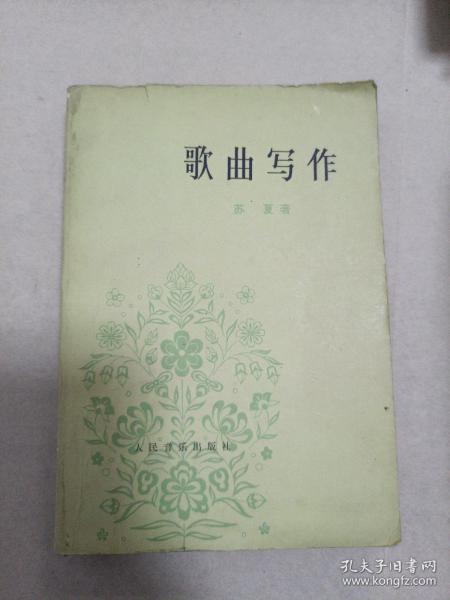 歌曲写作
苏 夏 著
人民音乐出版社
孔夫子旧书网
www.kongfz.com